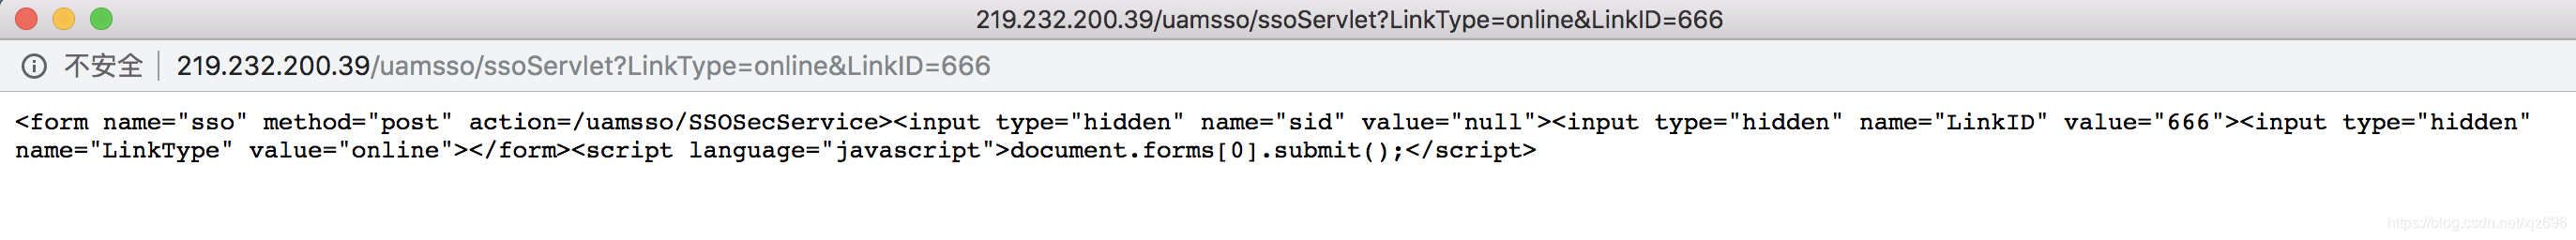 219.232.200.39/uamsso/ssoServlet?LinkType=online&LinkID=666
不安全 219.232.200.39/uamsso/ssoServlet?LinkType=online&LinkID=666
<form name="sso" method="post" action=/uamsso/SSOSecService><input type="hidden" name="sid" value="null"><input type="hidden" name="LinkID" value="666"><input type="hidden"
name="LinkType" value="online"></form><script language="javascript">document.forms[0].submit();</script>
https://blog.csdn.net/xjz696